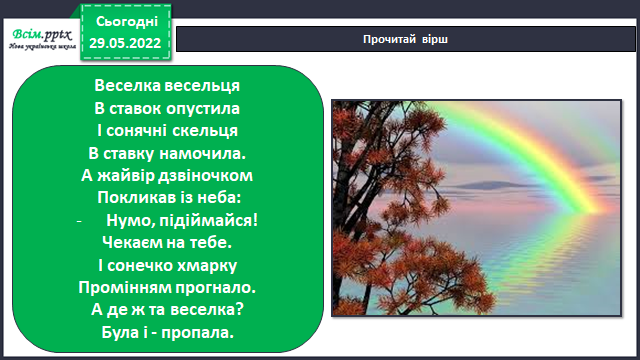 Всім.pptx
Нова українська школа
Сьогодні
29.05.2022
Прочитай вірш
Веселка весельця
В ставок опустила
І сонячні скельця
В ставку намочила.
А жайвір дзвіночком
Покликав із неба:
- Нумо, підіймайся!
Чекаєм на тебе.
І сонечко хмарку
Промінням прогнало.
А де ж та веселка?
Була і - пропала.